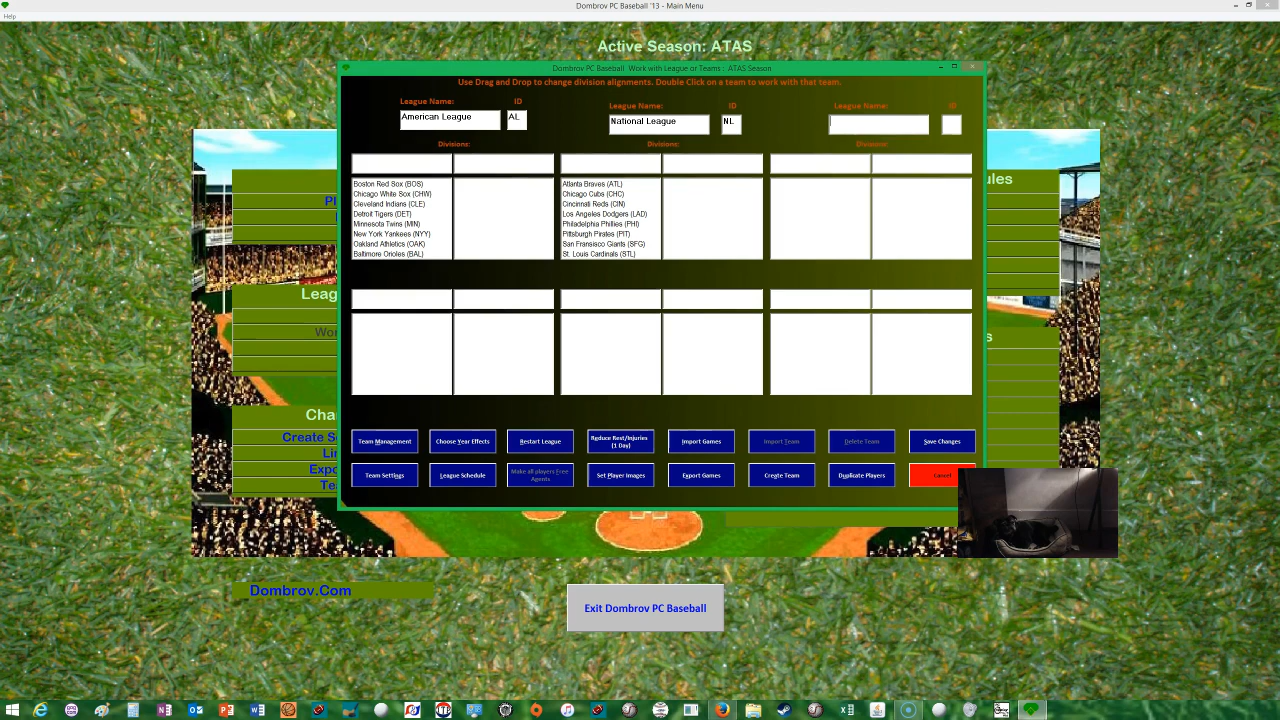 Dombrov PC Baseball '13 - Main Menu
Help
Active Season: ATAS
Dombrov PC Baseball Work with League or Teams : ATAS Season
Use Drag and Drop to change division alignments. Double Click on a team to work with that team.
League Name: ID
American League AL
League Name: ID
National League NL
League Name: ID
Divisions: Divisions: Divisions:
Boston Red Sox (BOS)
Chicago White Sox (CHW)
Cleveland Indians (CLE)
Detroit Tigers (DET)
Minnesota Twins (MIN)
New York Yankees (NYY)
Oakland Athletics (OAK)
Baltimore Orioles (BAL)
Atlanta Braves (ATL)
Chicago Cubs (CHC)
Cincinnati Reds (CIN)
Los Angeles Dodgers (LAD)
Philadelphia Phillies (PHI)
Pittsburgh Pirates (PIT)
San Fransisco Giants (SFG)
St. Louis Cardinals (STL)
Team Management
Choose Year Effects
Restart League
Reduce Rest/Injuries
(1 Day)
Import Games
Import Team
Delete Team
Save Changes
Team Settings
League Schedule
Make all players Free
Agents
Set Player Images
Export Games
Create Team
Duplicate Players
Cancel
Pl
Leag
Wor
Cha
Create S
Lin
Expo
Te
ules
s
Dombrov.Com
Exit Dombrov PC Baseball